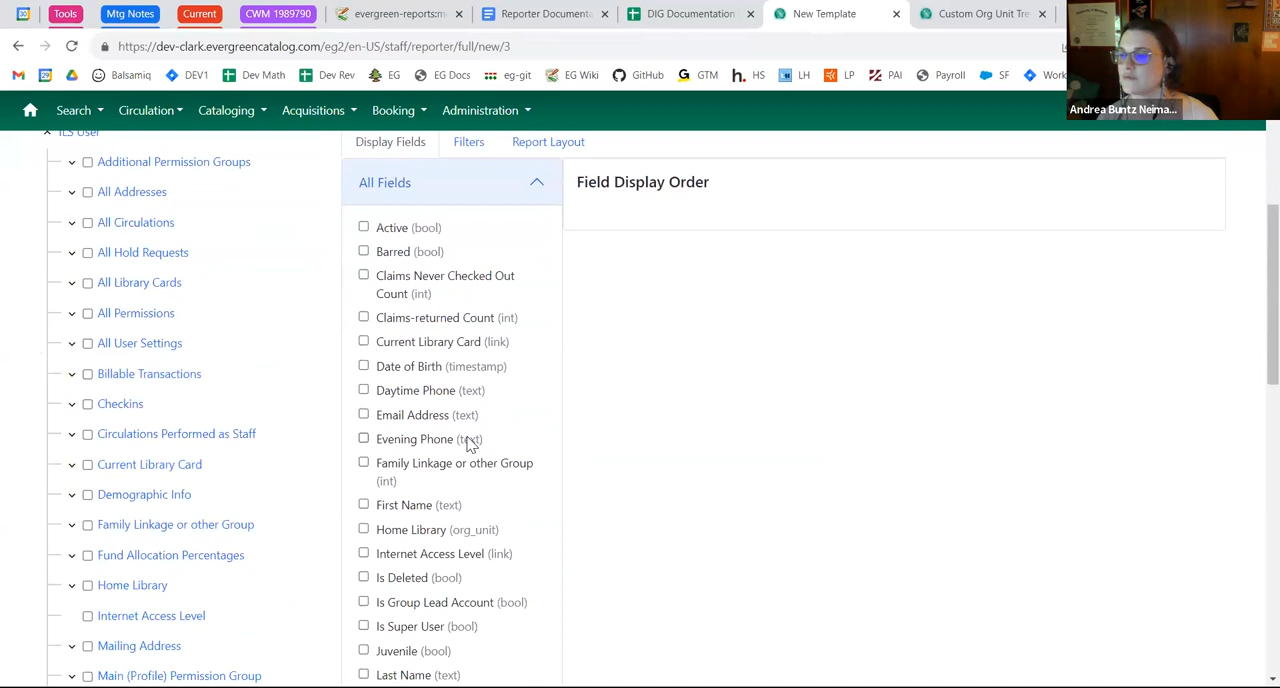 Tools
Mtg Notes
Current
CWM 1989790
evergreen-reports:m
Reporter Documenta
DIG Documentation
New Template
Custom Org Unit Tre
https://dev-clark.evergreencatalog.com/eg2/en-US/staff/reporter/full/new/3
Balsamiq
DEV1
Dev Math
Dev Rev
EG
EG Docs
eg-git
EG Wiki
GitHub
GTM
HS
LH
LP
PAI
Payroll
SF
Work
Andrea Buntz Neima...
Search
Circulation
Cataloging
Acquisitions
Booking
Administration
ILS User
Additional Permission Groups
All Addresses
All Circulations
All Hold Requests
All Library Cards
All Permissions
All User Settings
Billable Transactions
Checkins
Circulations Performed as Staff
Current Library Card
Demographic Info
Family Linkage or other Group
Fund Allocation Percentages
Home Library
Internet Access Level
Mailing Address
Main (Profile) Permission Group
Display Fields
Filters
Report Layout
All Fields
Active (bool)
Barred (bool)
Claims Never Checked Out
Count (int)
Claims-returned Count (int)
Current Library Card (link)
Date of Birth (timestamp)
Daytime Phone (text)
Email Address (text)
Evening Phone (text)
Family Linkage or other Group
(int)
First Name (text)
Home Library (org_unit)
Internet Access Level (link)
Is Deleted (bool)
Is Group Lead Account (bool)
Is Super User (bool)
Juvenile (bool)
Last Name (text)
Field Display Order